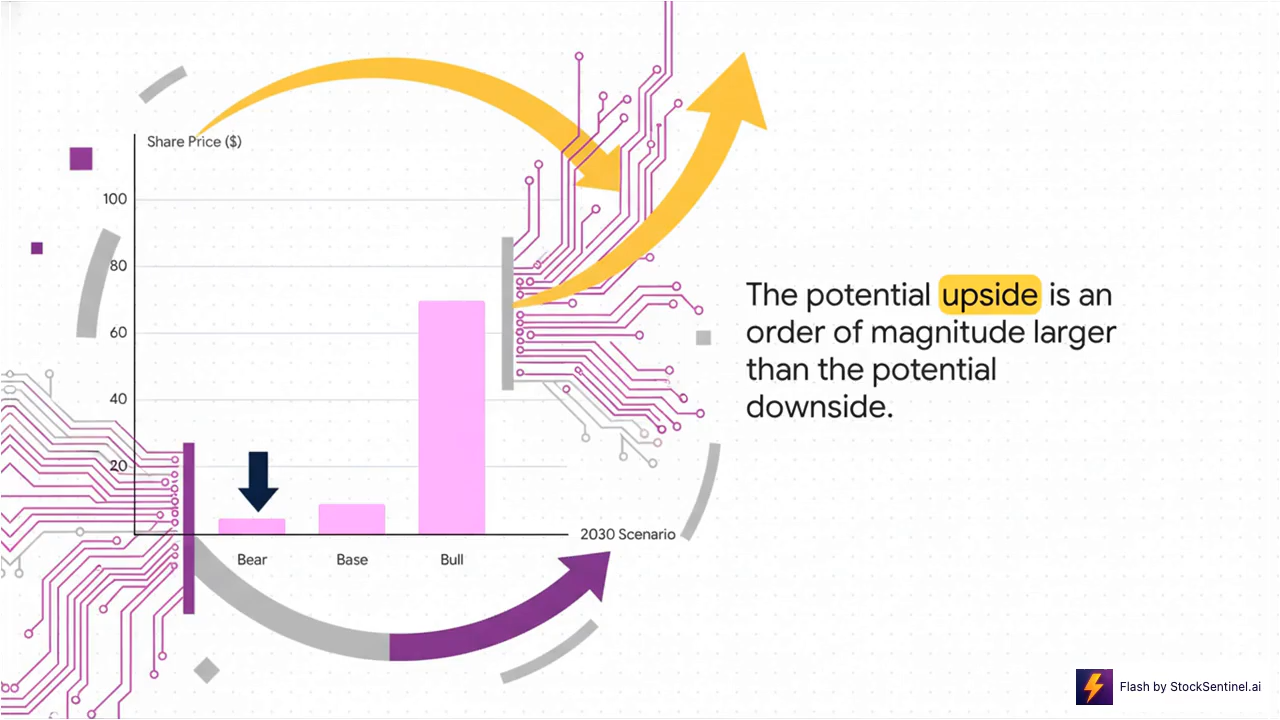 Share Price ($)
100
80
60
40
20
Bear
Base
Bull
2030 Scenario
The potential upside is an
order of magnitude larger
than the potential
downside.
Flash by StockSentinel.ai